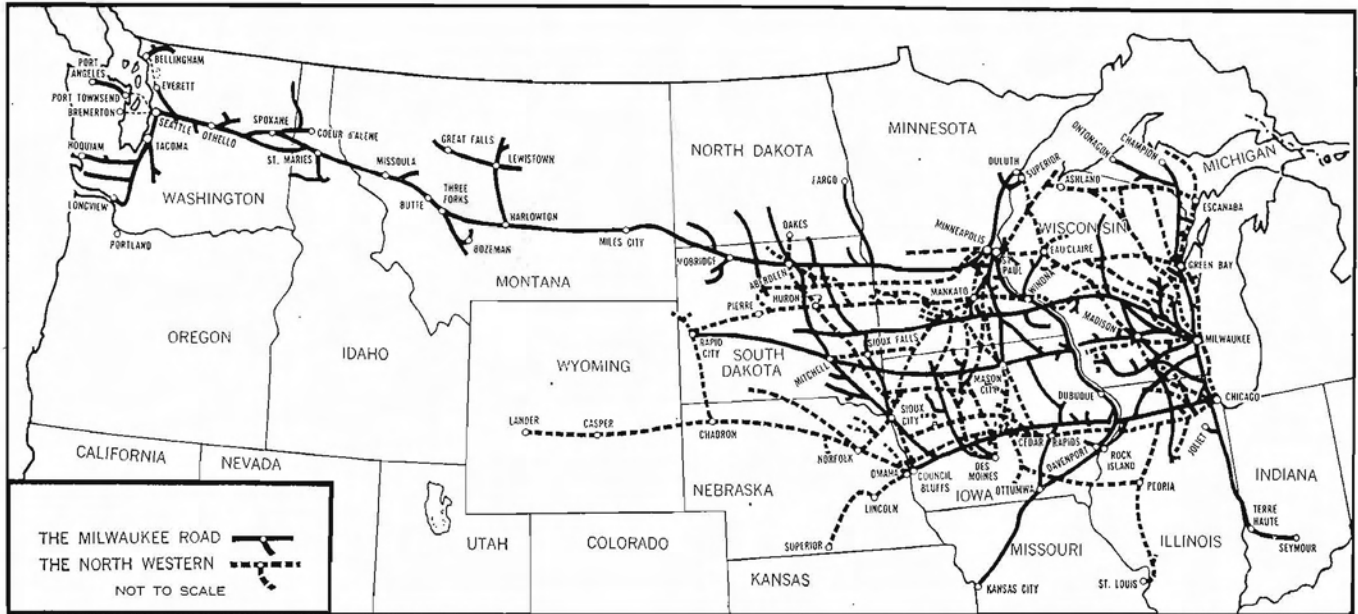 BELLINGHAM
PORT
ANGELES
EVERETT
PORT TOWNSEND
BREMERTON
SEATTLE
OTHELLO
SPOKANE
COEUR D'ALENE
HOQUIAM
TACOMA
ST. MARIES
WASHINGTON
LONGVIEW
PORTLAND
MISSOULA
GREAT FALLS
LEWISTOWN
BUTTE
THREE
FORKS
HARLOWTON
BOZEMAN
MILES CITY
MONTANA
OREGON
IDAHO
WYOMING
LANDER
CASPER
CALIFORNIA
NEVADA
UTAH
COLORADO
NORTH DAKOTA
FARGO
OAKES
MOBRIDGE
ABERDEEN
PIERRE
HURON
RAPID
CITY
SOUTH
DAKOTA
MITCHELL
SIOUX FALLS
CHADRON
NORFOLK
SIOUX
CITY
OMAHA
COUNCIL
BLUFFS
NEBRASKA
LINCOLN
SUPERIOR
KANSAS
MINNESOTA
DULUTH
SUPERIOR
MINNEAPOLIS
ST.
PAUL
MANKATO
WINONA
MASON
CITY
DUBUQUE
CEDAR RAPIDS
DES
MOINES
IOWA
DAVENPORT
ROCK
ISLAND
OTTUMWA
MISSOURI
KANSAS CITY
ST. LOUIS
ONTONAGON
CHAMPION
MICHIGAN
ASHLAND
ESCANABA
WISCONSIN
EAU CLAIRE
GREEN BAY
MADISON
MILWAUKEE
CHICAGO
JOLIET
PEORIA
ILLINOIS
INDIANA
TERRE
HAUTE
SEYMOUR
THE MILWAUKEE ROAD
THE NORTH WESTERN
NOT TO SCALE